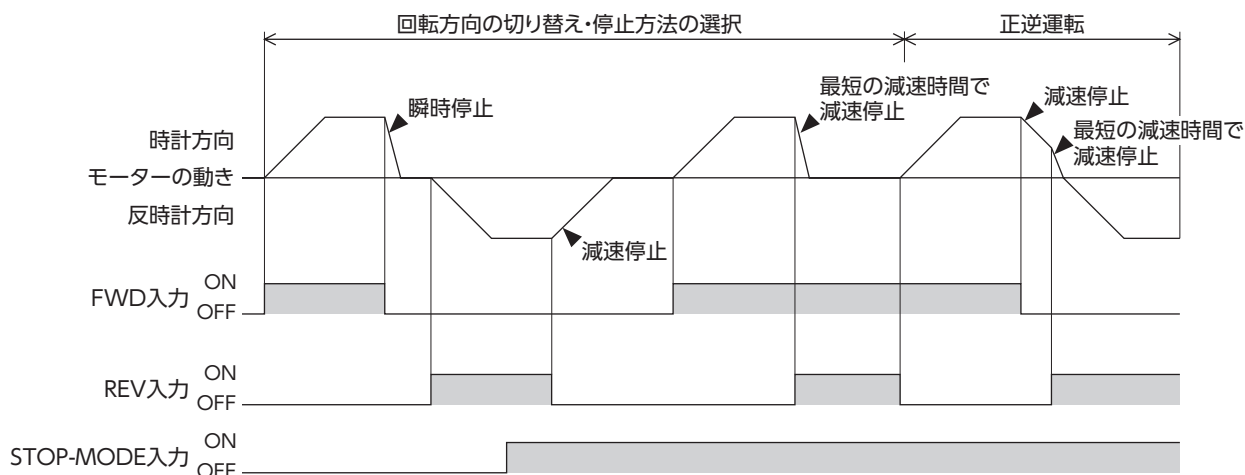 回転方向の切り替え・停止方法の選択
正逆運転
瞬時停止
最短の減速時間で
減速停止
減速停止
最短の減速時間で
減速停止
時計方向
モーターの動き
反時計方向
減速停止
FWD入力
ON
OFF
REV入力
ON
OFF
STOP-MODE入力
ON
OFF